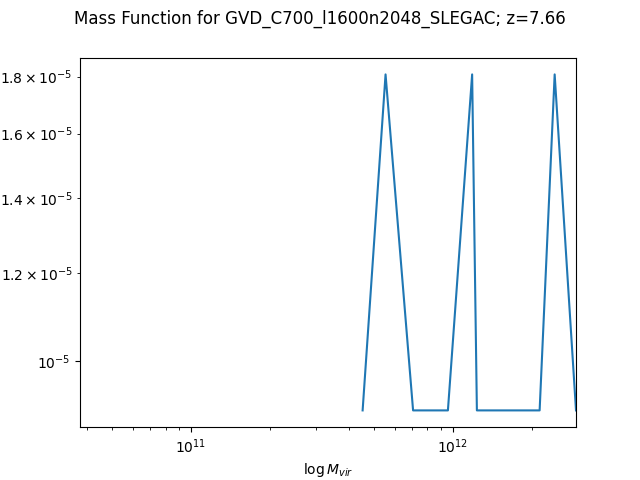 Mass Function for GVD_C700_l1600n2048_SLEGAC; z=7.66
1.8 × 10⁻⁵
1.6 × 10⁻⁵
1.4 × 10⁻⁵
1.2 × 10⁻⁵
10⁻⁵
10¹¹ 10¹²
log M_vir